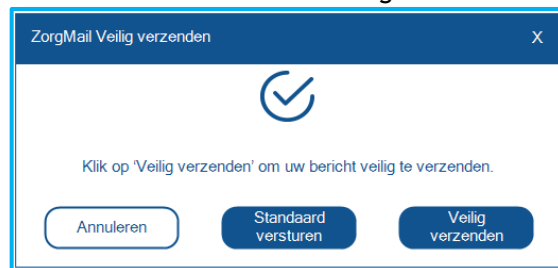 ZorgMail Veilig verzenden X
Klik op 'Veilig verzenden' om uw bericht veilig te verzenden.
Annuleren
Standaard
versturen
Veilig
verzenden